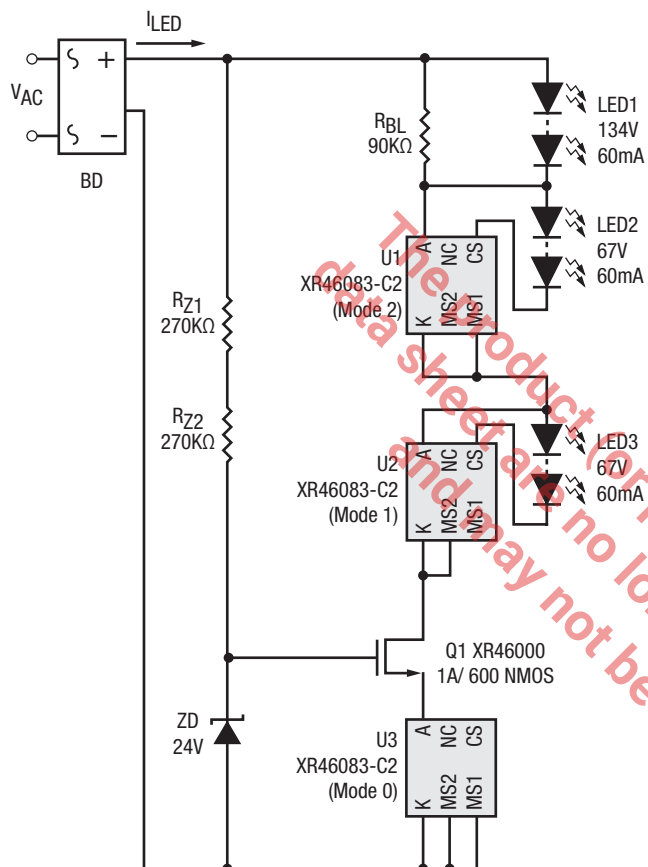 I_LED
V_AC
+
−
BD
R_BL
90KΩ
LED1
134V
60mA
LED2
67V
60mA
A
NC
CS
U1
XR46083-C2
(Mode 2)
K
MS2
MS1
R_Z1
270KΩ
R_Z2
270KΩ
LED3
67V
60mA
A
NC
CS
U2
XR46083-C2
(Mode 1)
K
MS2
MS1
Q1 XR46000
1A/ 600 NMOS
ZD
24V
A
NC
CS
U3
XR46083-C2
(Mode 0)
K
MS2
MS1
The product (or
data sheet are no
and may not be